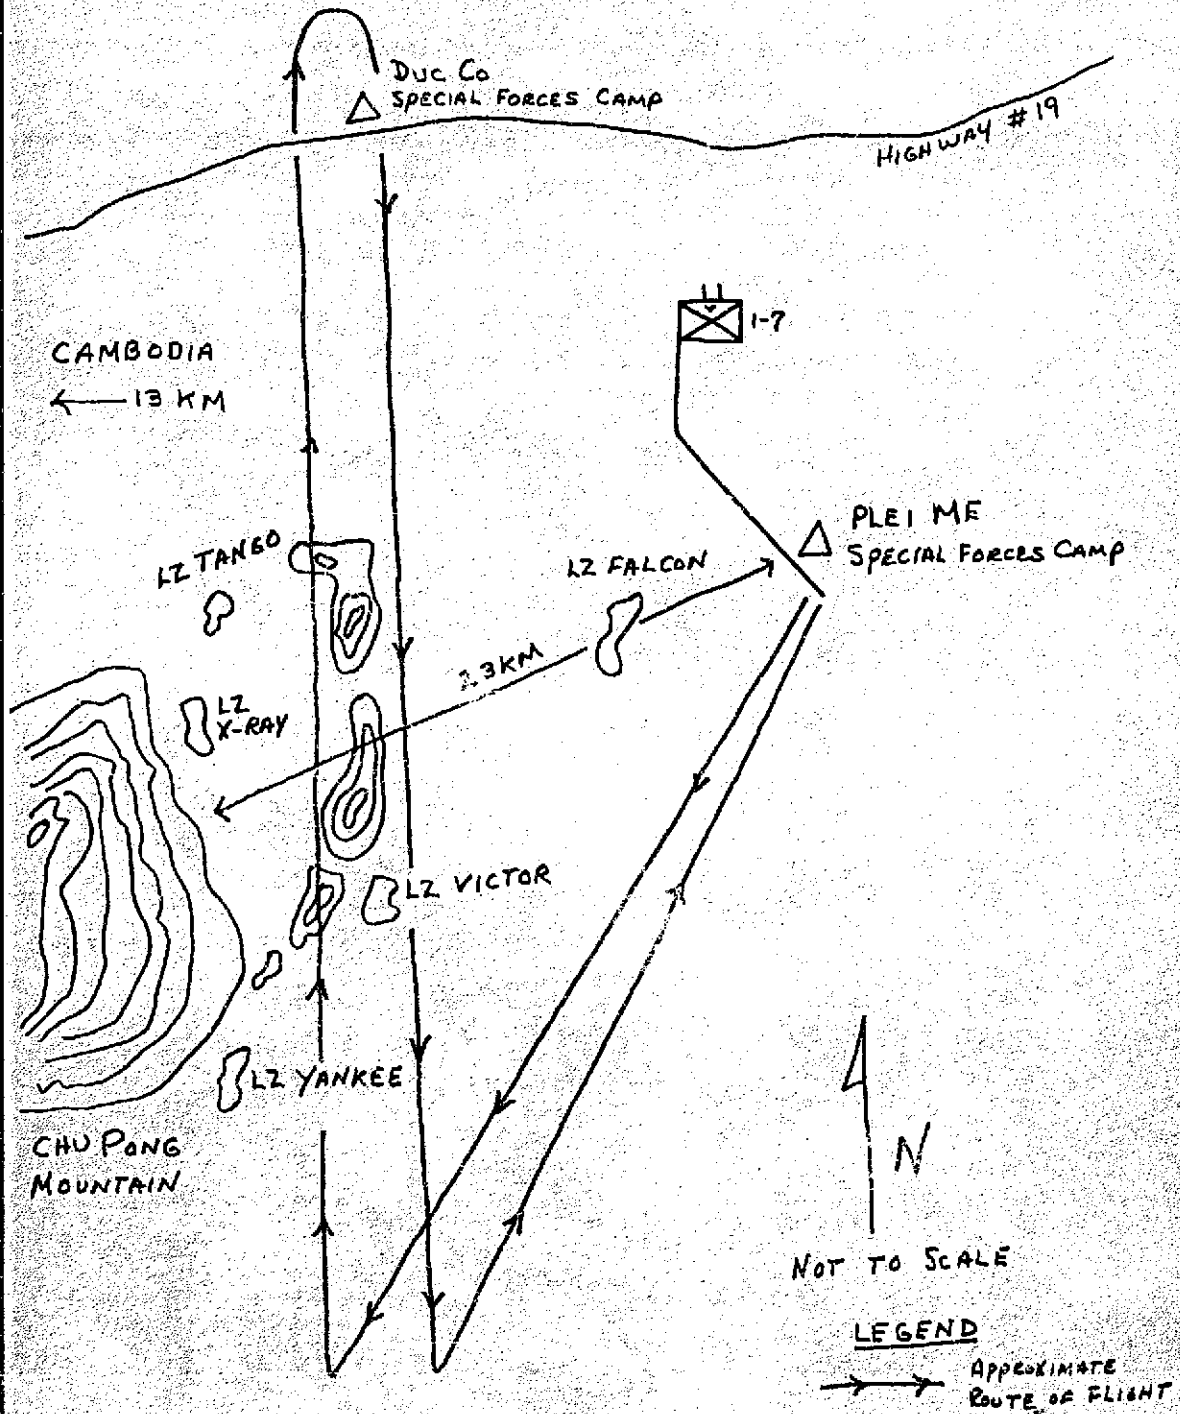 DUC CO
SPECIAL FORCES CAMP
HIGHWAY #19
1-7
CAMBODIA
13 KM
PLEI ME
SPECIAL FORCES CAMP
LZ TANGO
LZ FALCON
23KM
LZ
X-RAY
LZ VICTOR
LZ YANKEE
CHU PONG
MOUNTAIN
N
NOT TO SCALE
LEGEND
APPROXIMATE
ROUTE OF FLIGHT